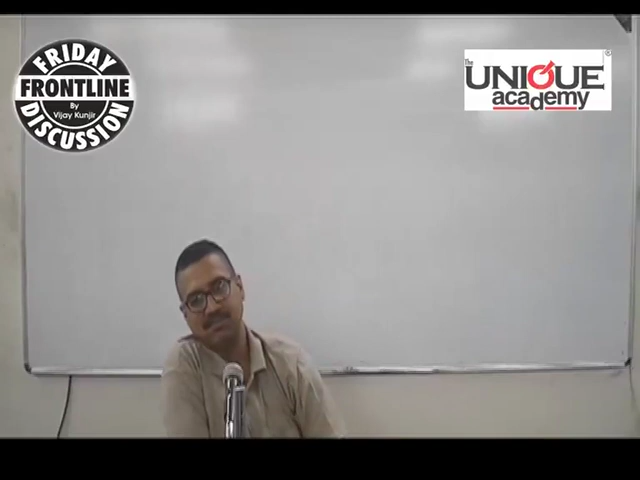 FRIDAY
FRONTLINE
By
Vijay Kunjir
DISCUSSION
The
UNIQUE
academy
®